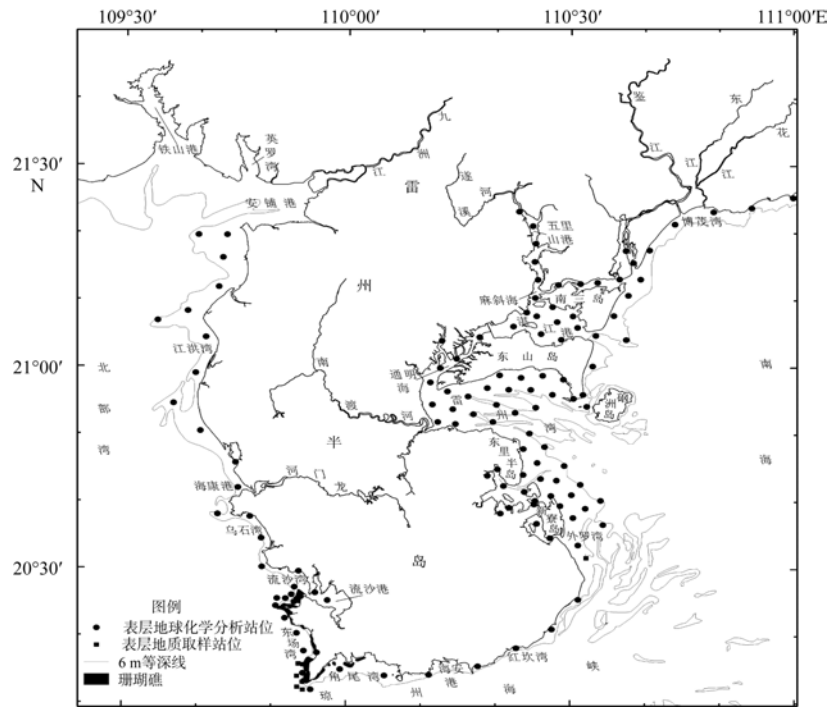 109°30′ 110°00′ 110°30′ 111°00′E
21°30′
N
21°00′
20°30′
铁山港
英罗湾
安铺港
九洲江
雷州半岛
遂溪河
五里山港
鉴江
东江
花
博茂湾
麻斜海
南三岛
湛江港
东山岛
通明海
硇洲岛
雷州湾
南渡河
江洪湾
北部湾
南海
东里半岛
新寮岛
外罗湾
海康港
河门龙
乌石湾
流沙湾
流沙港
东场湾
角尾湾
海安港
红坎湾
琼州海峡
图例
表层地球化学分析站位
表层地质取样站位
6 m等深线
珊瑚礁